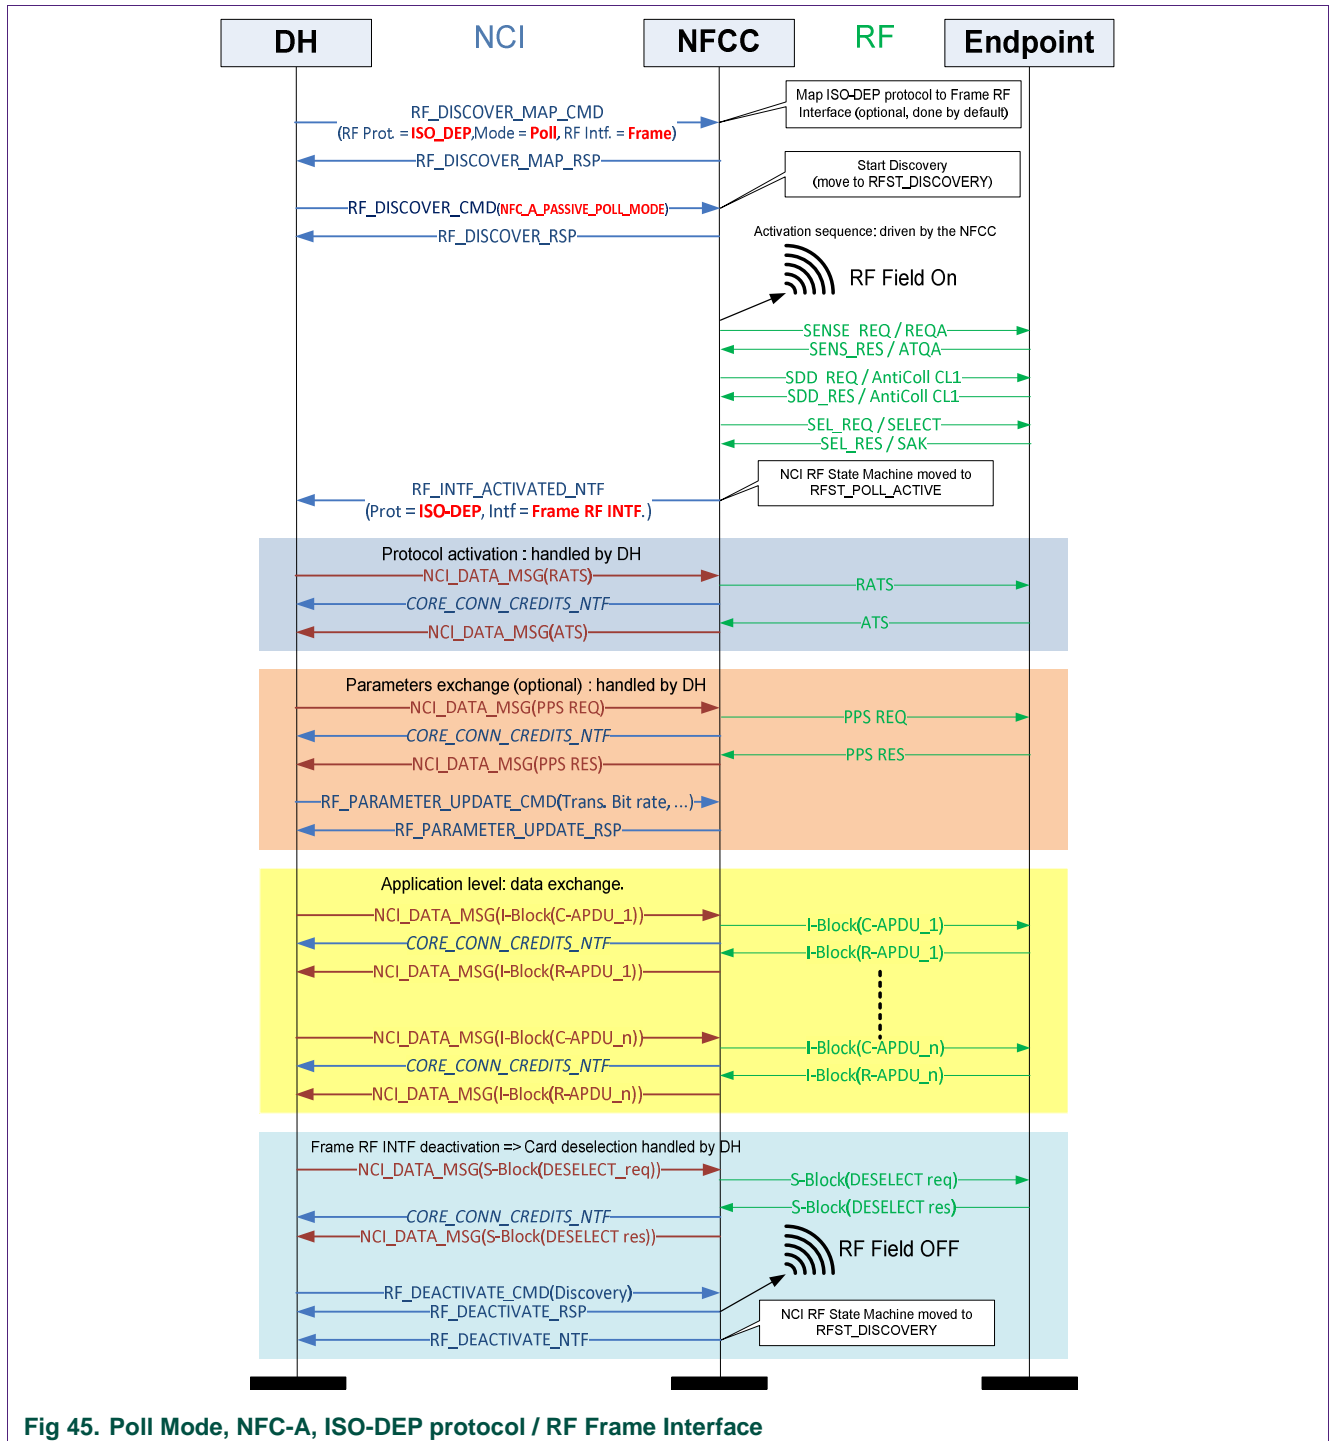 DH
NCI
NFCC
RF
Endpoint
RF_DISCOVER_MAP_CMD
(RF Prot. = ISO_DEP,Mode = Poll, RF Intf. = Frame)
Map ISO-DEP protocol to Frame RF
Interface (optional, done by default)
RF_DISCOVER_MAP_RSP
Start Discovery
(move to RFST_DISCOVERY)
RF_DISCOVER_CMD(NFC_A_PASSIVE_POLL_MODE)
RF_DISCOVER_RSP
Activation sequence: driven by the NFCC
RF Field On
SENSE_REQ / REQA
SENS_RES / ATQA
SDD_REQ / AntiColl CL1
SDD_RES / AntiColl CL1
SEL_REQ / SELECT
SEL_RES / SAK
NCI RF State Machine moved to
RFST_POLL_ACTIVE
RF_INTF_ACTIVATED_NTF
(Prot = ISO-DEP, Intf = Frame RF INTF.)
Protocol activation : handled by DH
NCI_DATA_MSG(RATS)
RATS
CORE_CONN_CREDITS_NTF
ATS
NCI_DATA_MSG(ATS)
Parameters exchange (optional) : handled by DH
NCI_DATA_MSG(PPS REQ)
PPS REQ
CORE_CONN_CREDITS_NTF
PPS RES
NCI_DATA_MSG(PPS RES)
RF_PARAMETER_UPDATE_CMD(Trans. Bit rate, ...)
RF_PARAMETER_UPDATE_RSP
Application level: data exchange.
NCI_DATA_MSG(I-Block(C-APDU_1))
I-Block(C-APDU_1)
CORE_CONN_CREDITS_NTF
I-Block(R-APDU_1)
NCI_DATA_MSG(I-Block(R-APDU_1))
NCI_DATA_MSG(I-Block(C-APDU_n))
I-Block(C-APDU_n)
CORE_CONN_CREDITS_NTF
I-Block(R-APDU_n)
NCI_DATA_MSG(I-Block(R-APDU_n))
Frame RF INTF deactivation => Card deselection handled by DH
NCI_DATA_MSG(S-Block(DESELECT_req))
S-Block(DESELECT req)
S-Block(DESELECT res)
CORE_CONN_CREDITS_NTF
NCI_DATA_MSG(S-Block(DESELECT res))
RF Field OFF
RF_DEACTIVATE_CMD(Discovery)
RF_DEACTIVATE_RSP
NCI RF State Machine moved to
RFST_DISCOVERY
RF_DEACTIVATE_NTF
Fig 45. Poll Mode, NFC-A, ISO-DEP protocol / RF Frame Interface